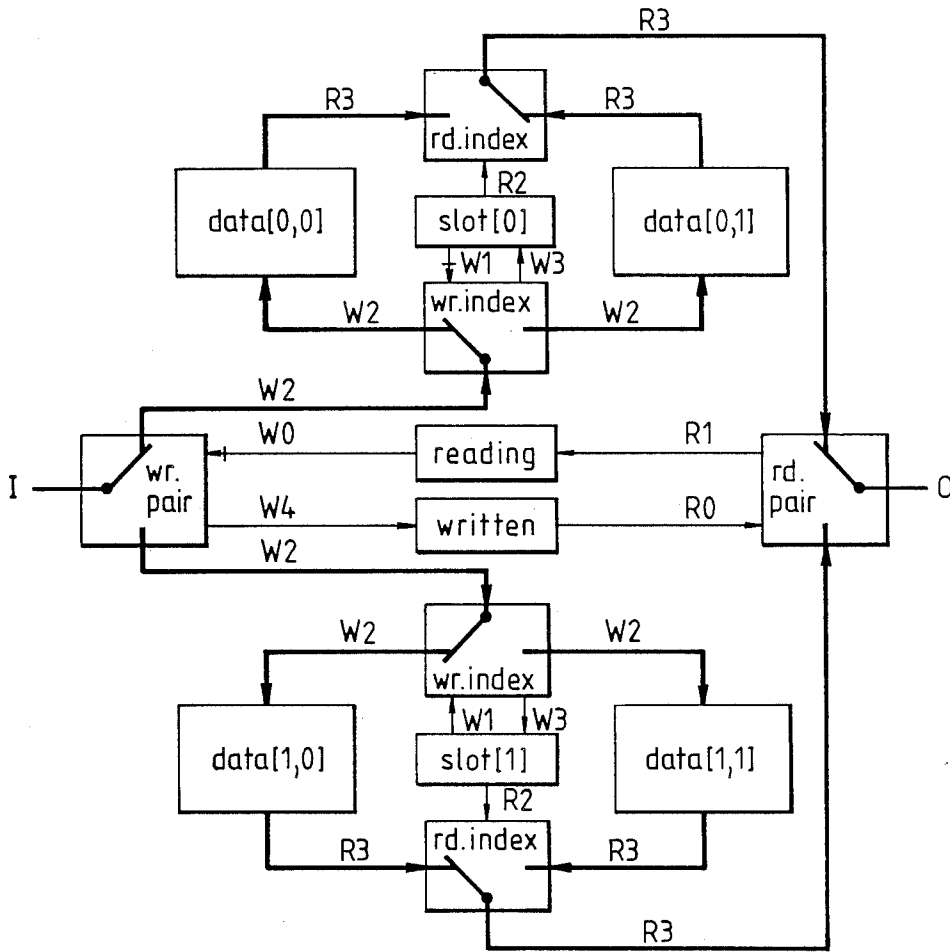 R3
R3
R3
rd.index
R2
data[0,0]
slot[0]
data[0,1]
W1
W3
wr.index
W2
W2
W2
W0
R1
I
wr.
pair
reading
rd.
pair
O
W4
written
R0
W2
W2
W2
wr.index
W1
W3
data[1,0]
slot[1]
data[1,1]
R2
rd.index
R3
R3
R3